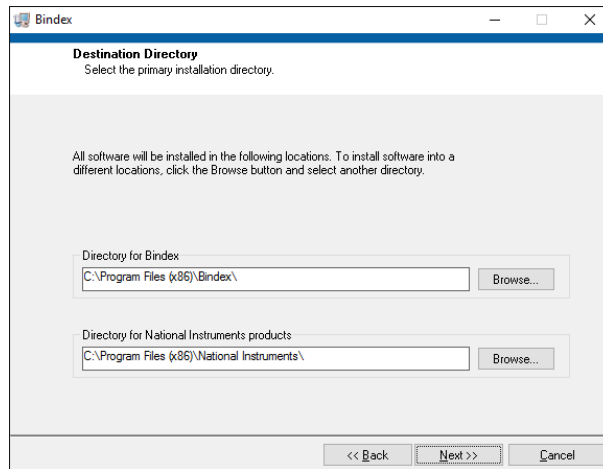 Bindex
Destination Directory
Select the primary installation directory.
All software will be installed in the following locations. To install software into a
different locations, click the Browse button and select another directory.
Directory for Bindex
C:\Program Files (x86)\Bindex\
Browse...
Directory for National Instruments products
C:\Program Files (x86)\National Instruments\
Browse...
<< Back
Next >>
Cancel